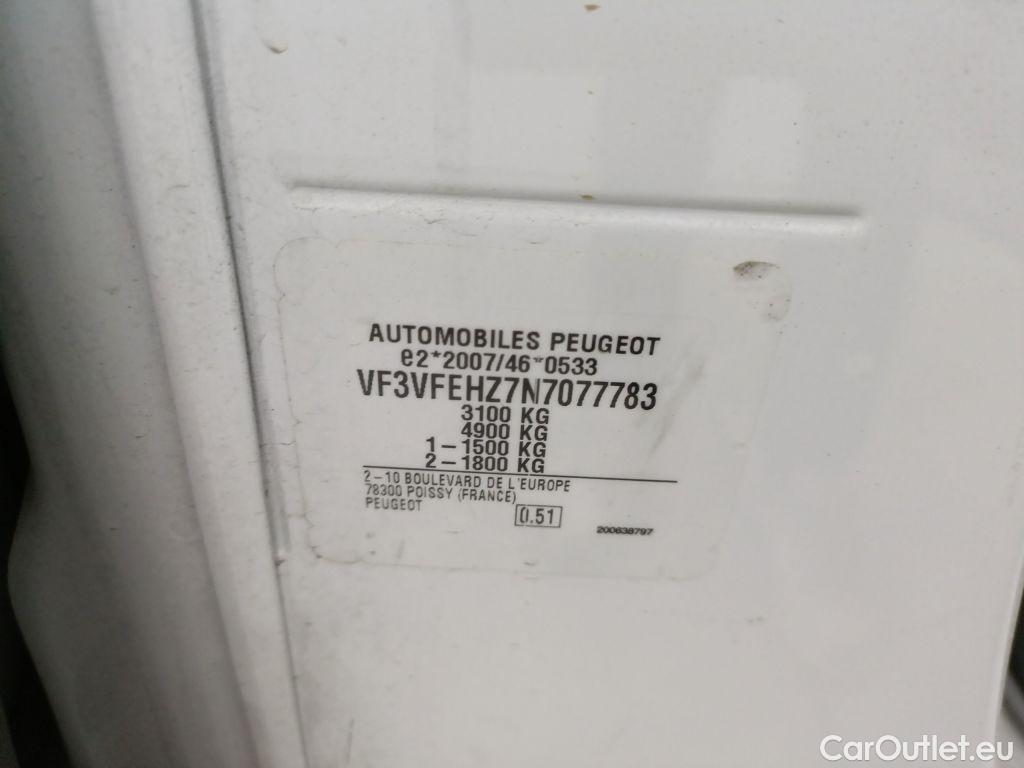 AUTOMOBILES PEUGEOT
e2*2007/46*0533
VF3VFEHZ7N7077783
3100 KG
4900 KG
1-1500 KG
2-1800 KG
2-10 BOULEVARD DE L'EUROPE
78300 POISSY (FRANCE)
PEUGEOT
0.51
200638797
CarOutlet.eu